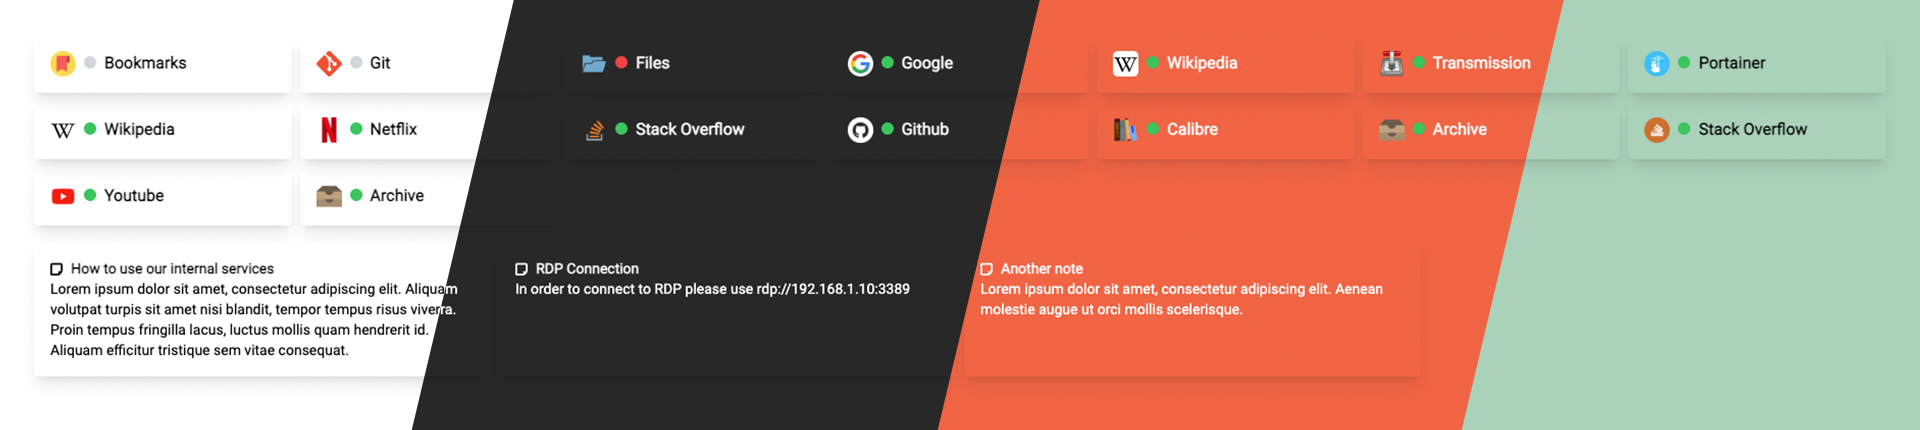 Bookmarks
Git
Files
Google
Wikipedia
Transmission
Portainer
Wikipedia
Netflix
Stack Overflow
Github
Calibre
Archive
Stack Overflow
Youtube
Archive
How to use our internal services
Lorem ipsum dolor sit amet, consectetur adipiscing elit. Aliquam
volutpat turpis sit amet nisi blandit, tempor tempus risus viverra.
Proin tempus fringilla lacus, luctus mollis quam hendrerit id.
Aliquam efficitur tristique sem vitae consequat.
RDP Connection
In order to connect to RDP please use rdp://192.168.1.10:3389
Another note
Lorem ipsum dolor sit amet, consectetur adipiscing elit. Aenean
molestie augue ut orci mollis scelerisque.